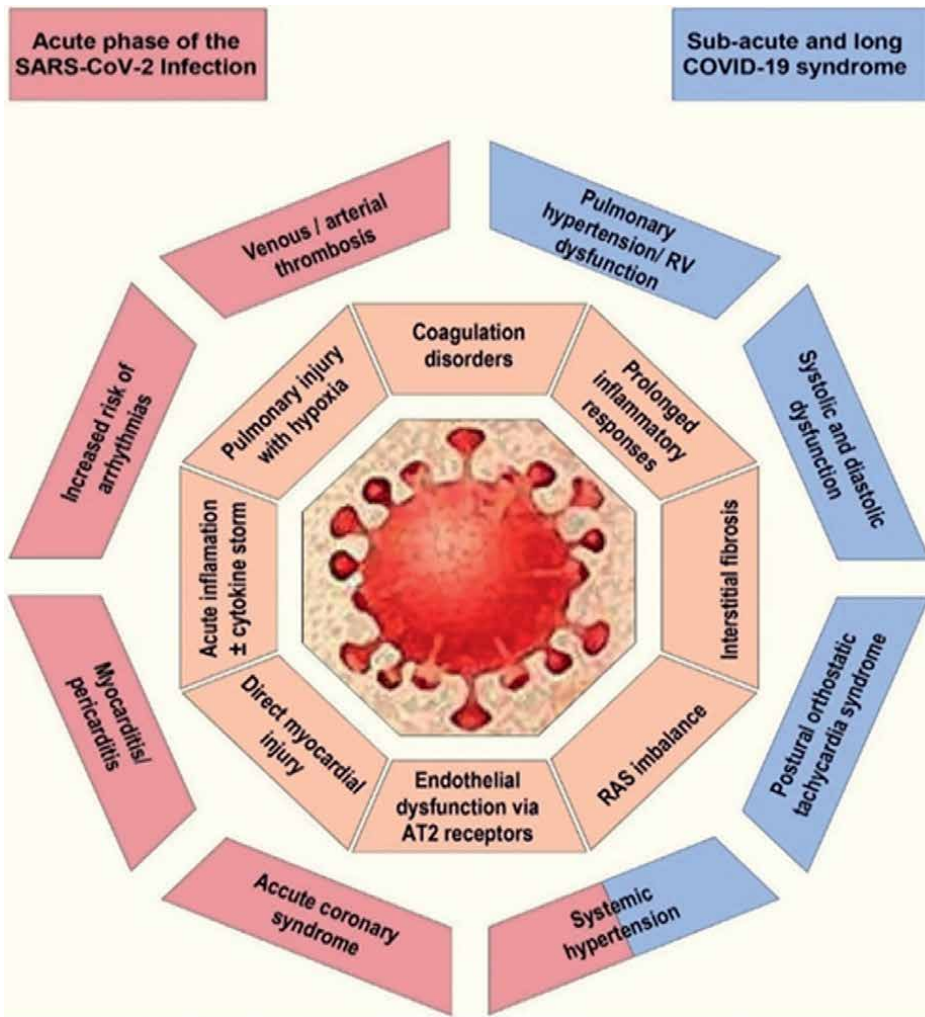 Acute phase of the
SARS-CoV-2 Infection
Sub-acute and long
COVID-19 syndrome
Venous / arterial
thrombosis
Pulmonary
hypertension/ RV
dysfunction
Increased risk of
arrhythmias
Systolic and diastolic
dysfunction
Coagulation
disorders
Pulmonary injury
with hypoxia
Prolonged
inflammatory
responses
Acute inflamation
± cytokine storm
Interstitial fibrosis
Direct myocardial
injury
Endothelial
dysfunction via
AT2 receptors
RAS imbalance
Myocarditis/
pericarditis
Postural orthostatic
tachycardia syndrome
Accute coronary
syndrome
Systemic
hypertension